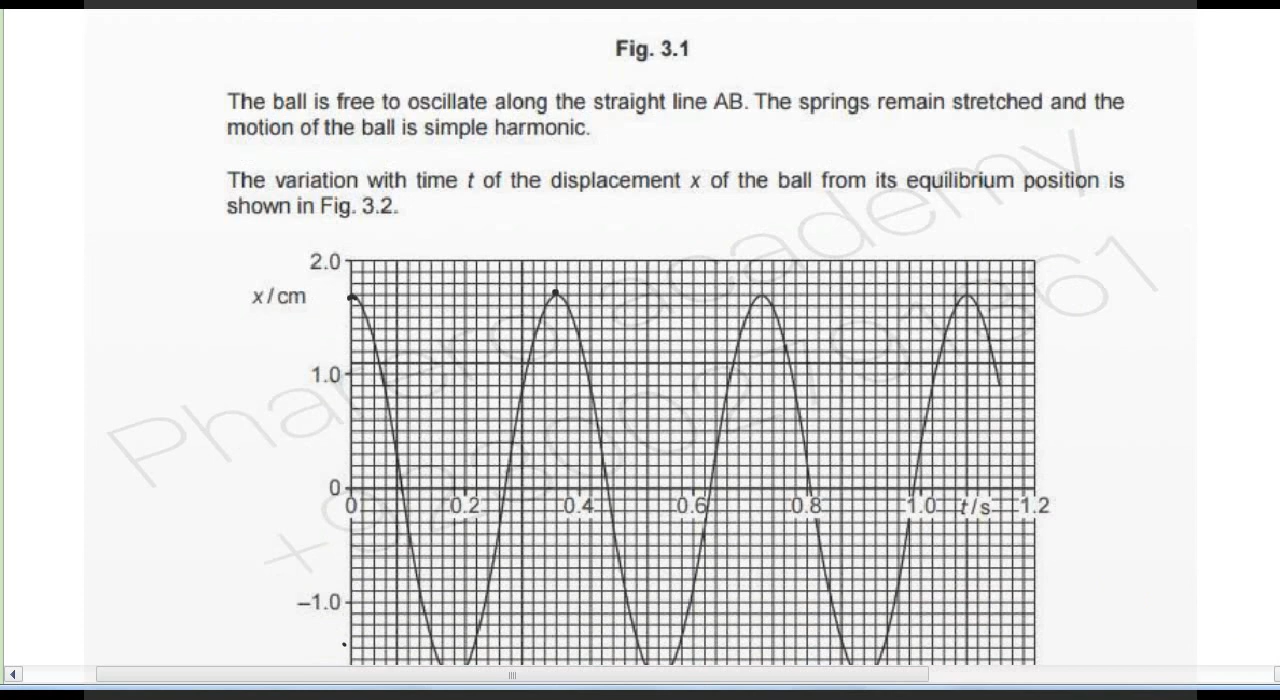 Fig. 3.1
The ball is free to oscillate along the straight line AB. The springs remain stretched and the
motion of the ball is simple harmonic.
The variation with time t of the displacement x of the ball from its equilibrium position is
shown in Fig. 3.2.
2.0
x / cm
1.0
0
0 0.2 0.4 0.6 0.8 1.0 t / s 1.2
–1.0
Pharero academy